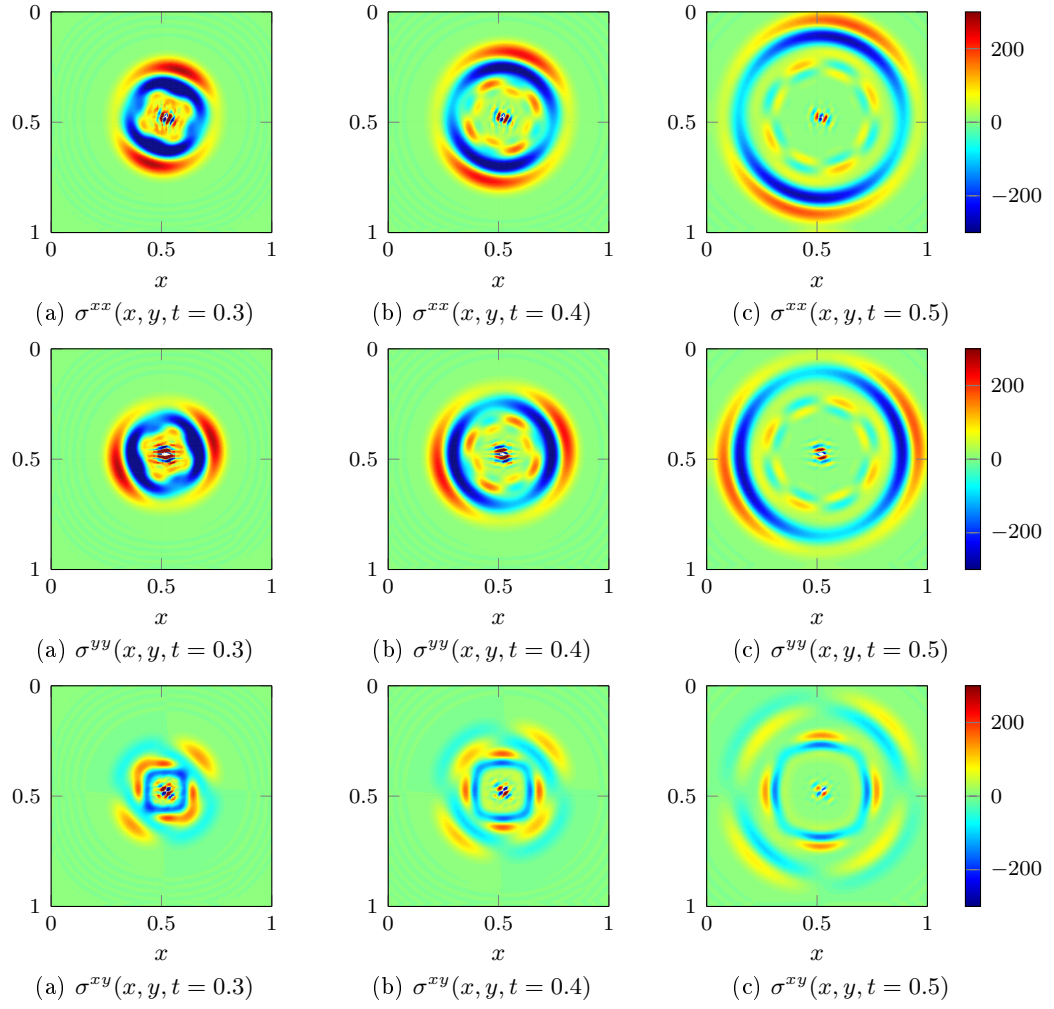 0
0.5
1
0 0.5 1
x
(a) σ^{xx}(x, y, t = 0.3)
0 0.5 1
x
(b) σ^{xx}(x, y, t = 0.4)
0
0.5
1
0 0.5 1
x
(c) σ^{xx}(x, y, t = 0.5)
200
0
−200
0
0.5
1
0 0.5 1
x
(a) σ^{yy}(x, y, t = 0.3)
0
0.5
1
0 0.5 1
x
(b) σ^{yy}(x, y, t = 0.4)
0
0.5
1
0 0.5 1
x
(c) σ^{yy}(x, y, t = 0.5)
200
0
−200
0
0.5
1
0 0.5 1
x
(a) σ^{xy}(x, y, t = 0.3)
0
0.5
1
0 0.5 1
x
(b) σ^{xy}(x, y, t = 0.4)
0
0.5
1
0 0.5 1
x
(c) σ^{xy}(x, y, t = 0.5)
200
0
−200